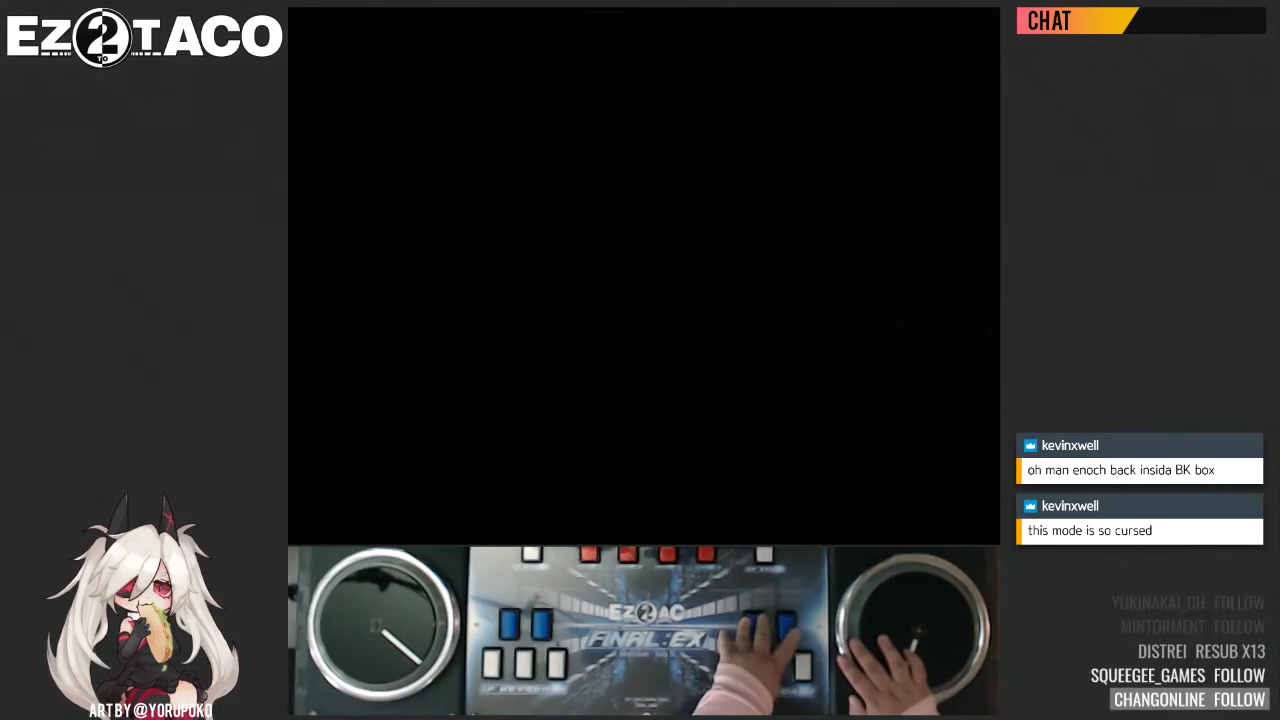 EZ2TACO
TO
CHAT
kevinxwell
oh man enoch back insida BK box
kevinxwell
this mode is so cursed
YUKINAKAI_CH FOLLOW
MINTORMENT FOLLOW
DISTREI RESUB X13
SQUEEGEE_GAMES FOLLOW
CHANGONLINE FOLLOW
EZ2AC
FINAL:EX
ART BY @YORUPOKO